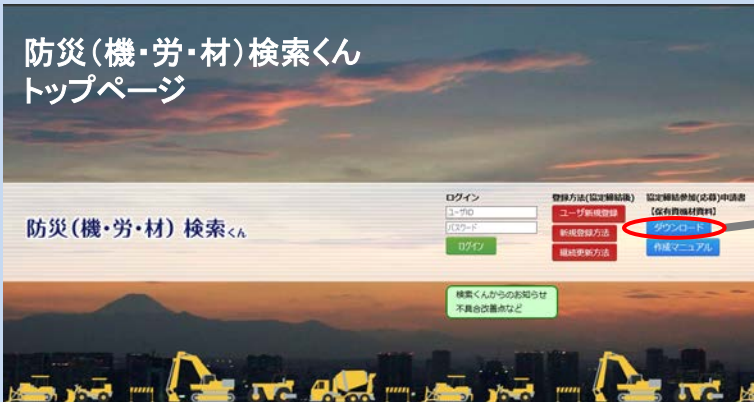 防災（機・労・材）検索くん
トップページ
防災（機・労・材）検索くん
ログイン
ユーザID
パスワード
ログイン
登録方法(協定締結後)
ユーザ新規登録
新規登録方法
継続更新方法
協定締結参加(応募)申請書
【保有資機材資料】
ダウンロード
作成マニュアル
検索くんからのお知らせ
不具合改善点など